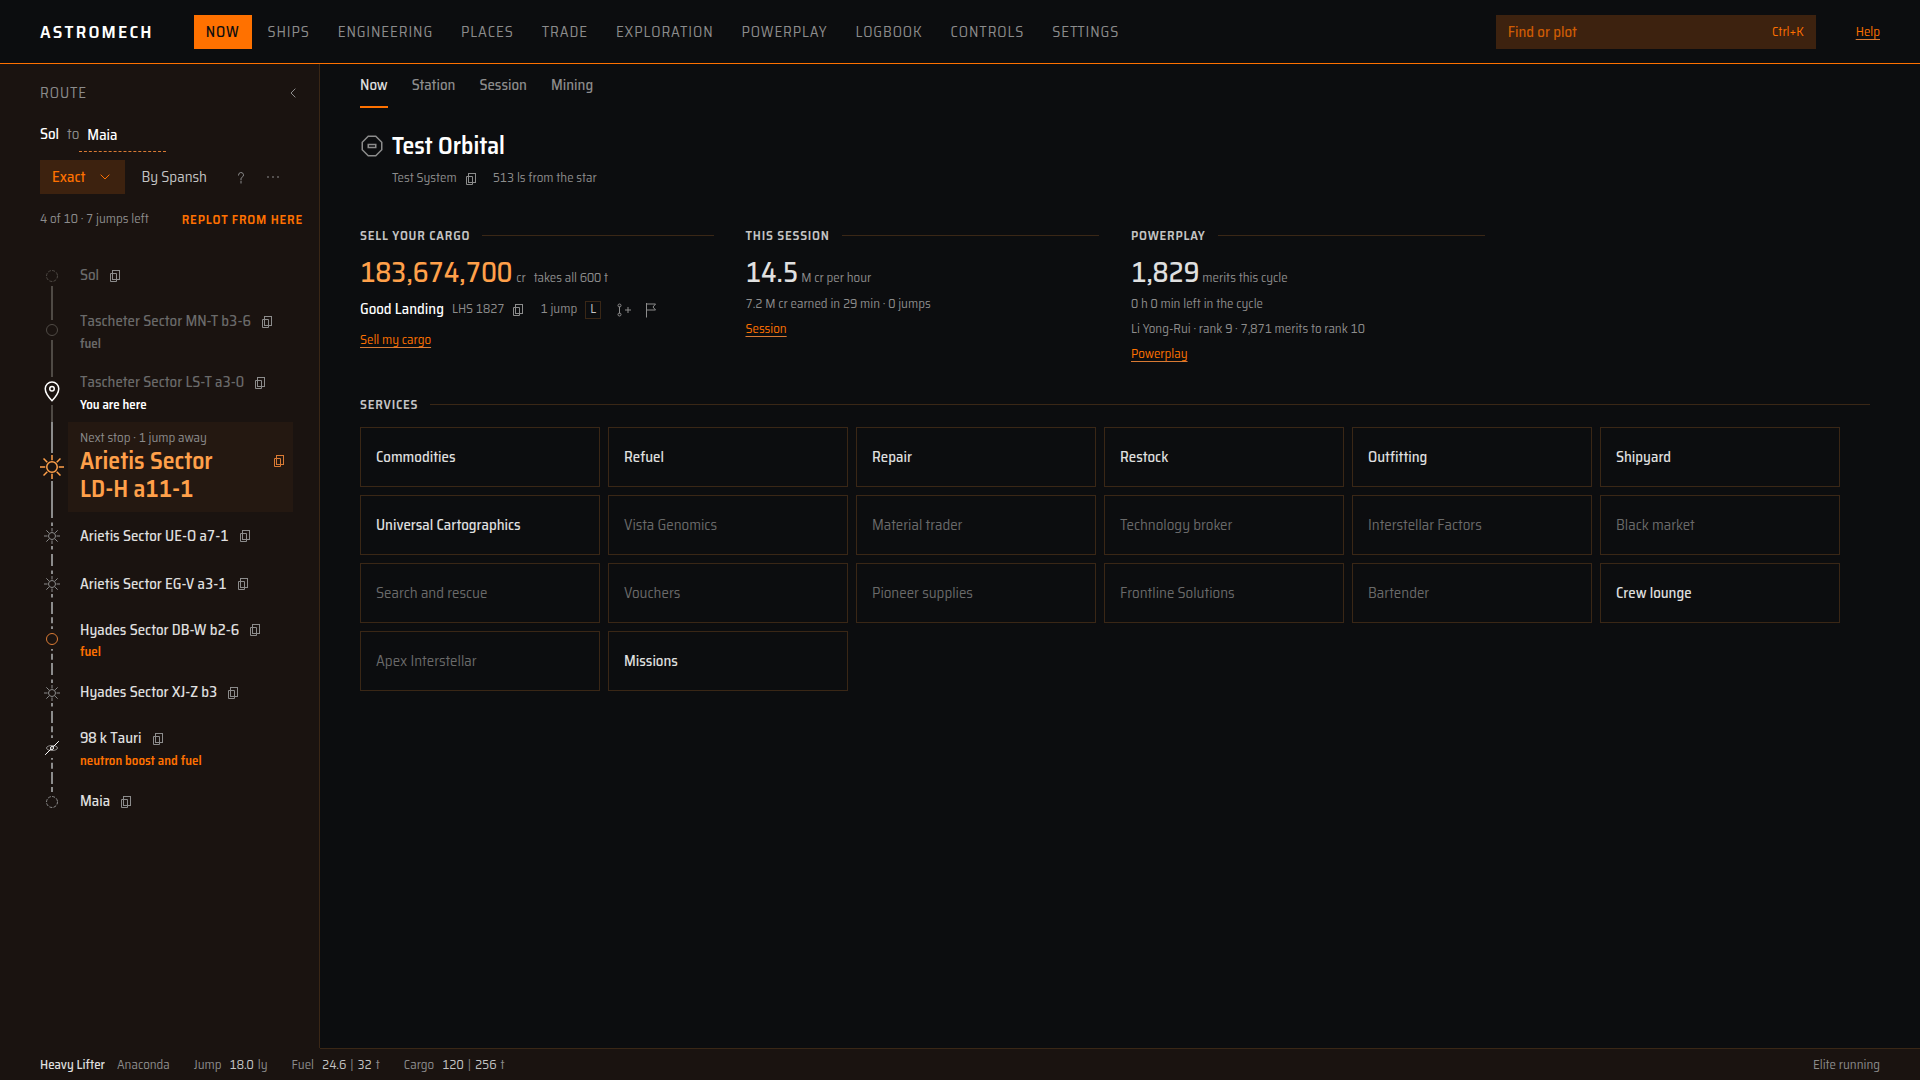 ASTROMECH
NOW SHIPS ENGINEERING PLACES TRADE EXPLORATION POWERPLAY LOGBOOK CONTROLS SETTINGS
Find or plot Ctrl+K
Help
ROUTE
Sol to Maia
Exact By Spansh ? ...
4 of 10 · 7 jumps left REPLOT FROM HERE
Sol
Tascheter Sector MN-T b3-6
fuel
Tascheter Sector LS-T a3-0
You are here
Next stop · 1 jump away
Arietis Sector
LD-H a11-1
Arietis Sector UE-O a7-1
Arietis Sector EG-V a3-1
Hyades Sector DB-W b2-6
fuel
Hyades Sector XJ-Z b3
98 k Tauri
neutron boost and fuel
Maia
Now Station Session Mining
Test Orbital
Test System 513 ls from the star
SELL YOUR CARGO
183,674,700 cr takes all 600 t
Good Landing LHS 1827 1 jump L
Sell my cargo
THIS SESSION
14.5 M cr per hour
7.2 M cr earned in 29 min · 0 jumps
Session
POWERPLAY
1,829 merits this cycle
0 h 0 min left in the cycle
Li Yong-Rui · rank 9 · 7,871 merits to rank 10
Powerplay
SERVICES
Commodities Refuel Repair Restock Outfitting Shipyard
Universal Cartographics Vista Genomics Material trader Technology broker Interstellar Factors Black market
Search and rescue Vouchers Pioneer supplies Frontline Solutions Bartender Crew lounge
Apex Interstellar Missions
Heavy Lifter Anaconda Jump 18.0 ly Fuel 24.6 | 32 t Cargo 120 | 256 t
Elite running